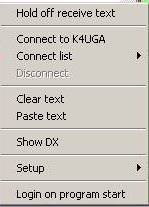 Hold off receive text
Connect to K4UGA
Connect list
Disconnect
Clear text
Paste text
Show DX
Setup
Login on program start